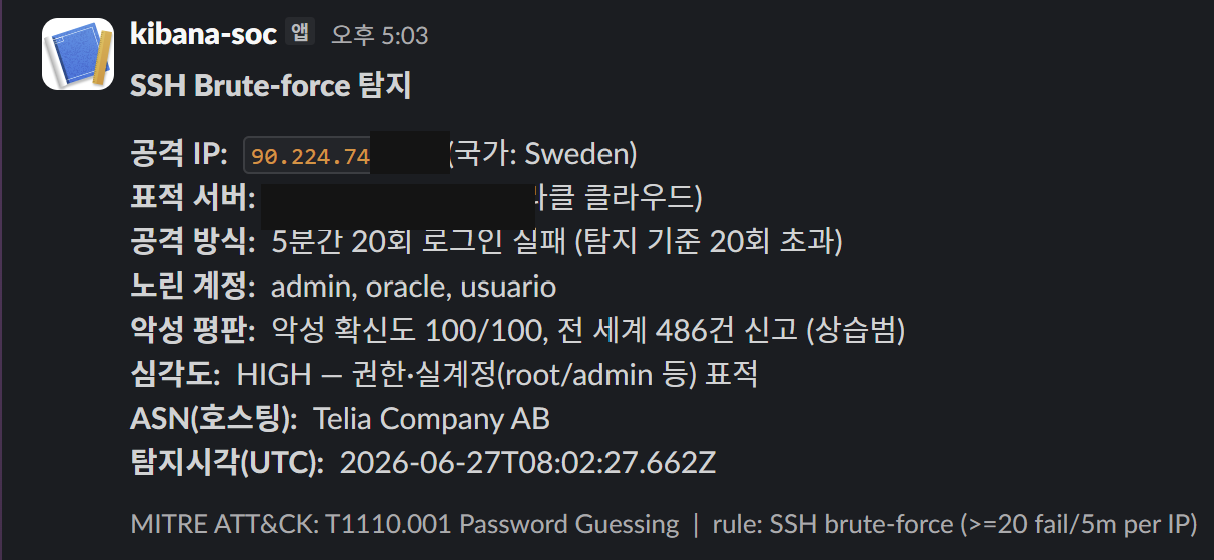 kibana-soc 앱 오후 5:03
SSH Brute-force 탐지
공격 IP: 90.224.74 (국가: Sweden)
표적 서버: 클 클라우드)
공격 방식: 5분간 20회 로그인 실패 (탐지 기준 20회 초과)
노린 계정: admin, oracle, usuario
악성 평판: 악성 확신도 100/100, 전 세계 486건 신고 (상습범)
심각도: HIGH — 권한·실계정(root/admin 등) 표적
ASN(호스팅): Telia Company AB
탐지시각(UTC): 2026-06-27T08:02:27.662Z
MITRE ATT&CK: T1110.001 Password Guessing | rule: SSH brute-force (>=20 fail/5m per IP)